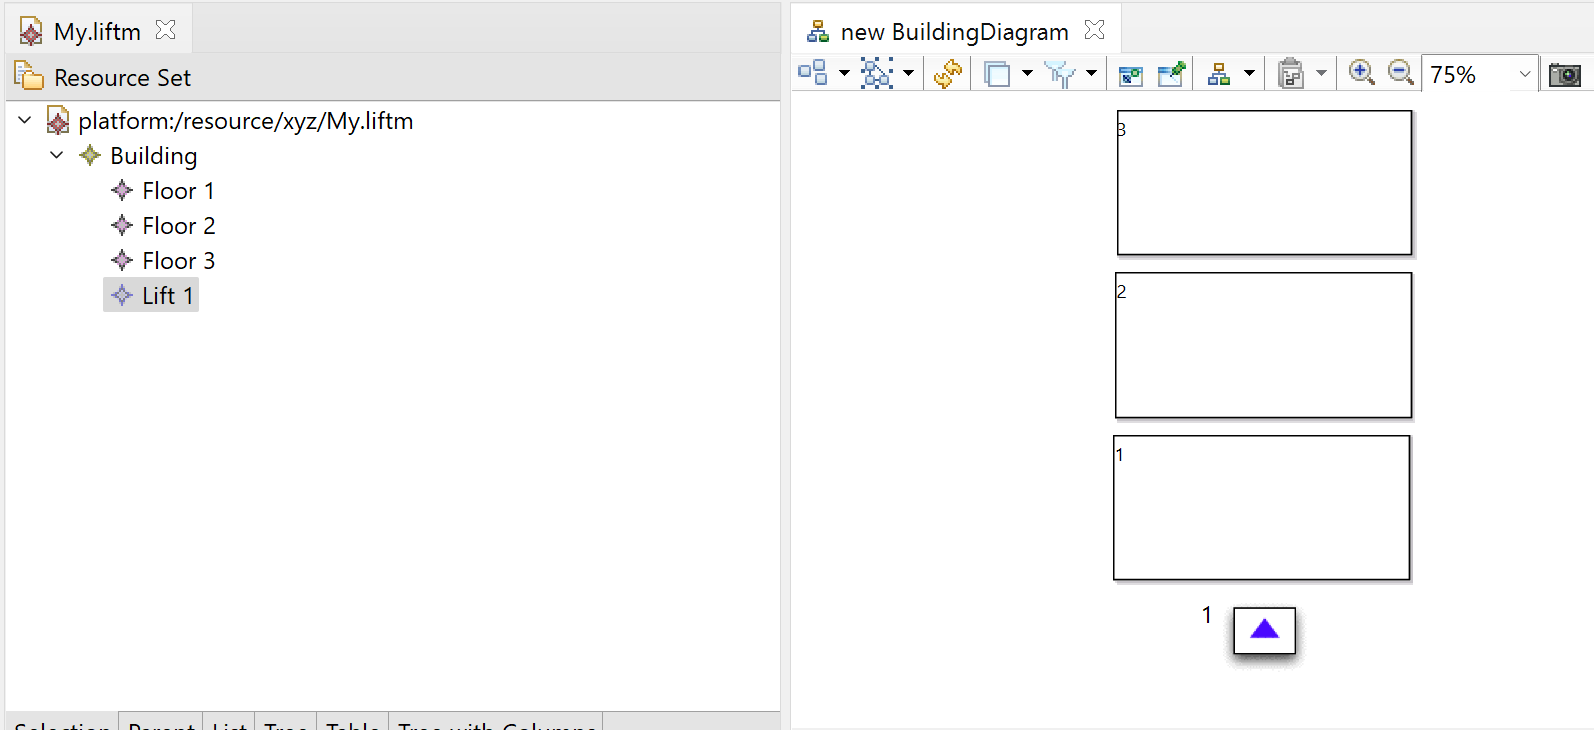 My.liftm
Resource Set
platform:/resource/xyz/My.liftm
Building
Floor 1
Floor 2
Floor 3
Lift 1
Selection Parent List Tree Table Tree with Columns
new BuildingDiagram
75%
3
2
1
1